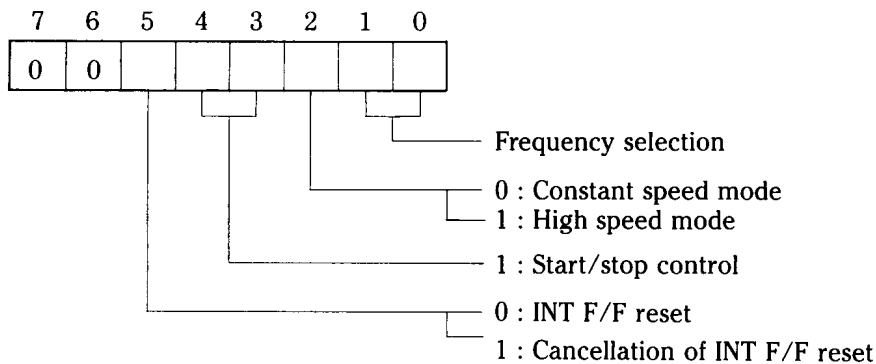 7 6 5 4 3 2 1 0
0 0
Frequency selection
0 : Constant speed mode
1 : High speed mode
1 : Start/stop control
0 : INT F/F reset
1 : Cancellation of INT F/F reset